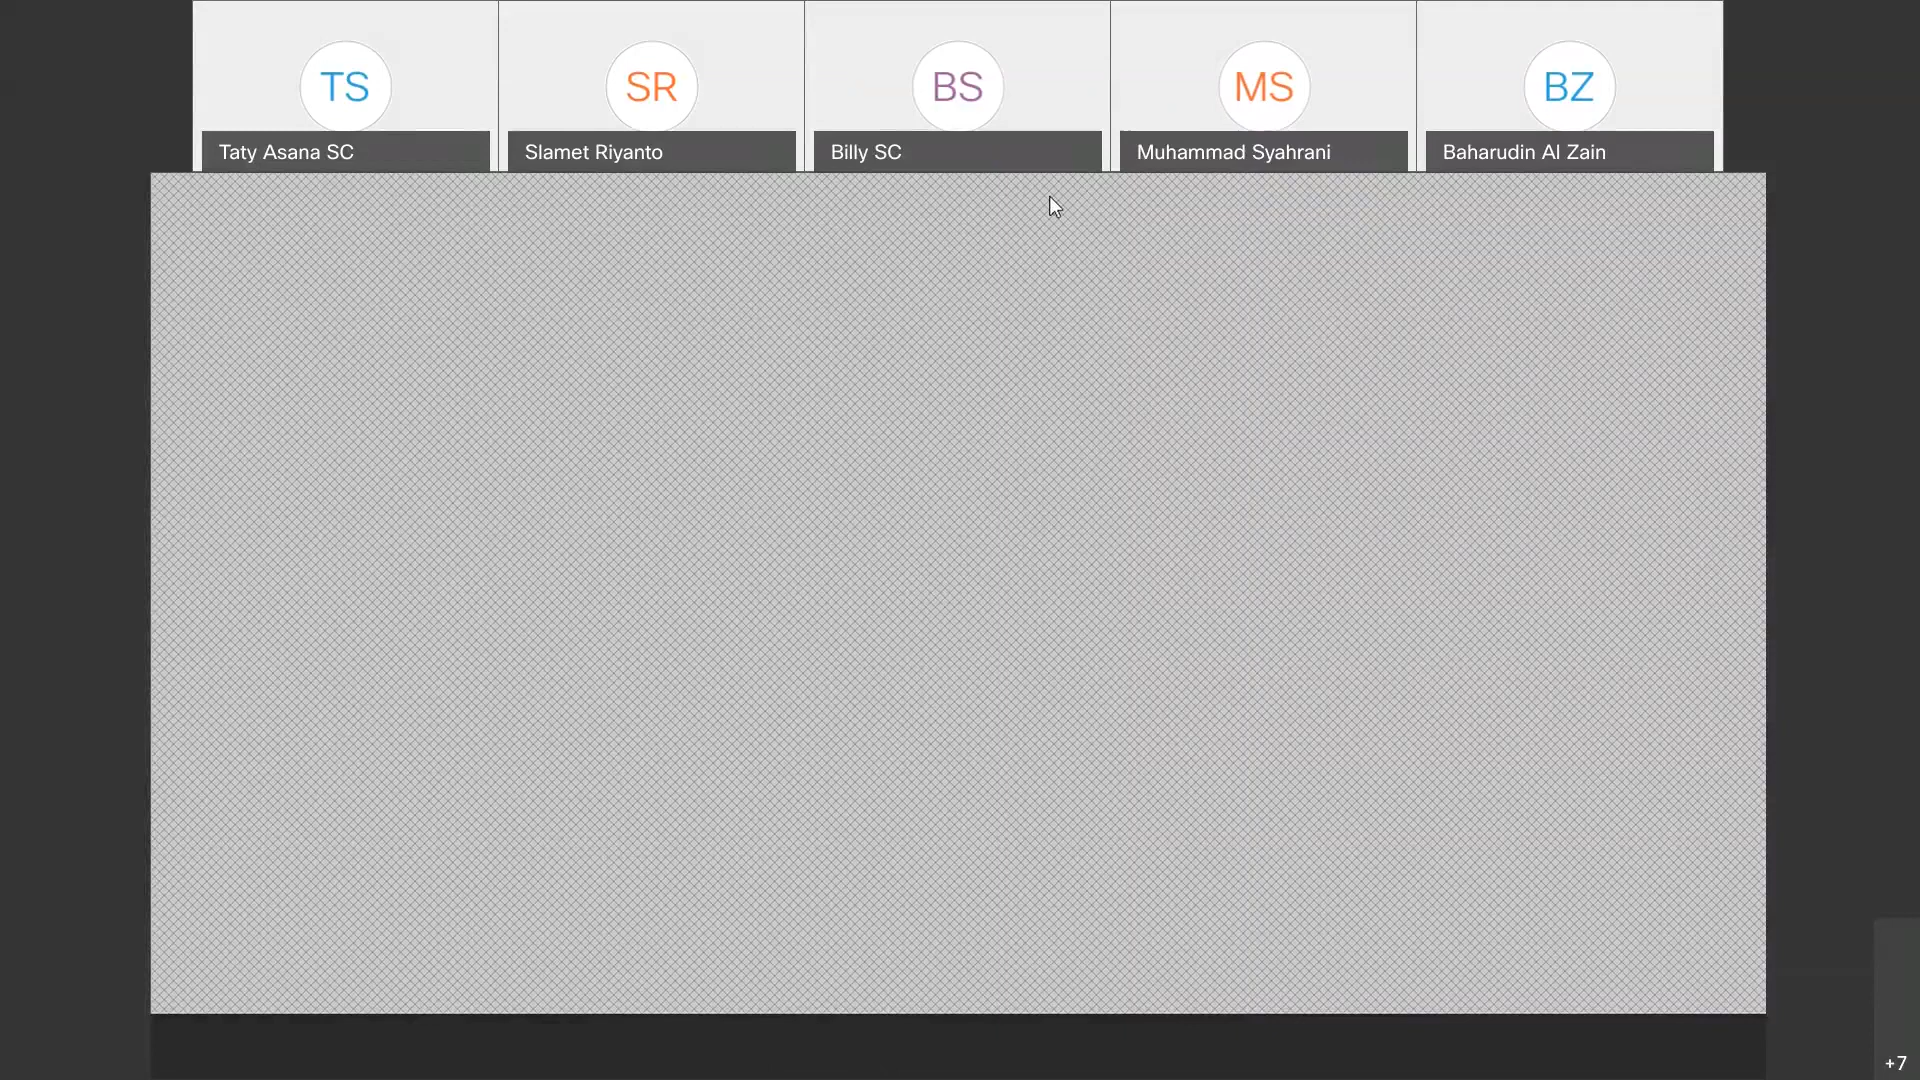 TS
SR
BS
MS
BZ
Taty Asana SC
Slamet Riyanto
Billy SC
Muhammad Syahrani
Baharudin Al Zain
+7